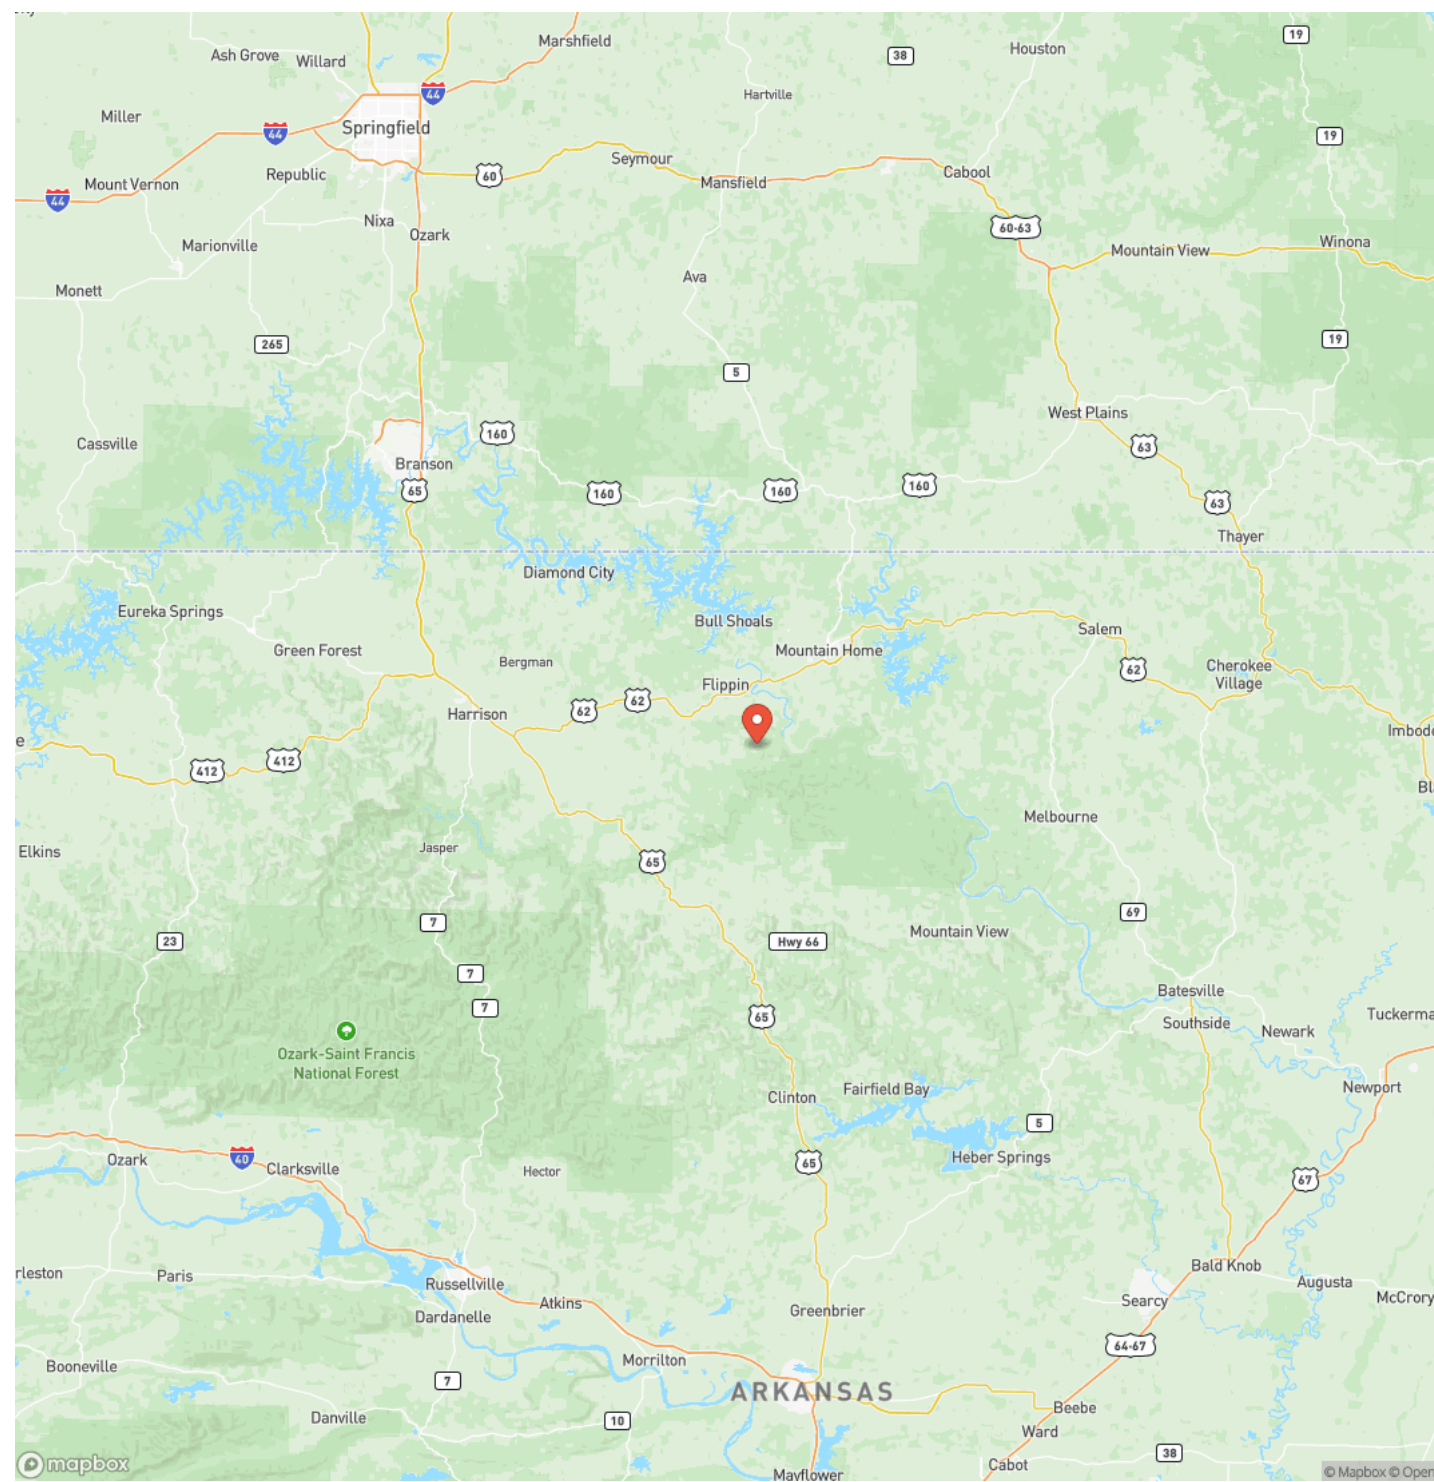 Ash Grove
Willard
Marshfield
38
Houston
19
44
Miller
44
Springfield
Hartville
19
Mount Vernon
Republic
60
Seymour
Mansfield
Cabool
44
Nixa
Ozark
Marionville
60-63
Mountain View
Winona
Monett
Ava
265
5
19
Cassville
Branson
160
West Plains
63
65
160
160
160
63
Thayer
Diamond City
Eureka Springs
Bull Shoals
Salem
Green Forest
Bergman
Mountain Home
62
Cherokee
Village
Flippin
Harrison
62
62
e
412
412
Imbode
Bl
Elkins
Jasper
65
Melbourne
7
69
23
Hwy 66
Mountain View
7
7
65
Batesville
Southside
Newark
Tuckerma
Ozark-Saint Francis
National Forest
Clinton
Fairfield Bay
Newport
5
Ozark
40
Clarksville
Hector
65
Heber Springs
67
rleston
Paris
Russellville
Bald Knob
Augusta
Dardanelle
Atkins
Greenbrier
Searcy
McCrory
Booneville
Morrilton
64-67
7
ARKANSAS
Danville
10
Beebe
Ward
38
mapbox
Cabot
Mayflower
© Mapbox © Open